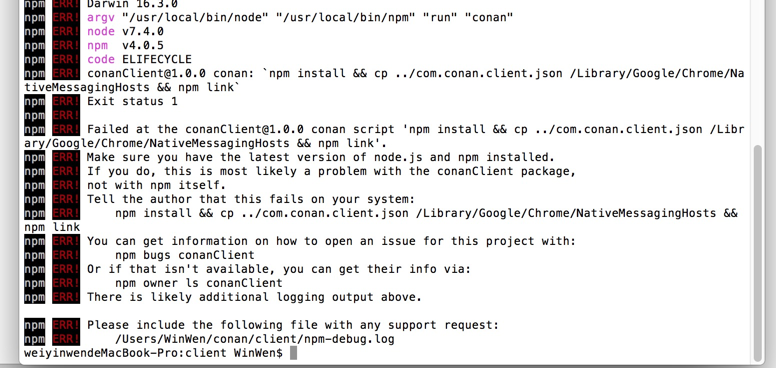 npm ERR! Darwin 16.3.0
npm ERR! argv "/usr/local/bin/node" "/usr/local/bin/npm" "run" "conan"
npm ERR! node v7.4.0
npm ERR! npm  v4.0.5
npm ERR! code ELIFECYCLE
npm ERR! conanClient@1.0.0 conan: `npm install && cp ../com.conan.client.json /Library/Google/Chrome/Na
tiveMessagingHosts && npm link`
npm ERR! Exit status 1
npm ERR!
npm ERR! Failed at the conanClient@1.0.0 conan script 'npm install && cp ../com.conan.client.json /Libr
ary/Google/Chrome/NativeMessagingHosts && npm link'.
npm ERR! Make sure you have the latest version of node.js and npm installed.
npm ERR! If you do, this is most likely a problem with the conanClient package,
npm ERR! not with npm itself.
npm ERR! Tell the author that this fails on your system:
npm ERR!     npm install && cp ../com.conan.client.json /Library/Google/Chrome/NativeMessagingHosts &&
npm link
npm ERR! You can get information on how to open an issue for this project with:
npm ERR!     npm bugs conanClient
npm ERR! Or if that isn't available, you can get their info via:
npm ERR!     npm owner ls conanClient
npm ERR! There is likely additional logging output above.

npm ERR! Please include the following file with any support request:
npm ERR!     /Users/WinWen/conan/client/npm-debug.log
weiyinwendeMacBook-Pro:client WinWen$